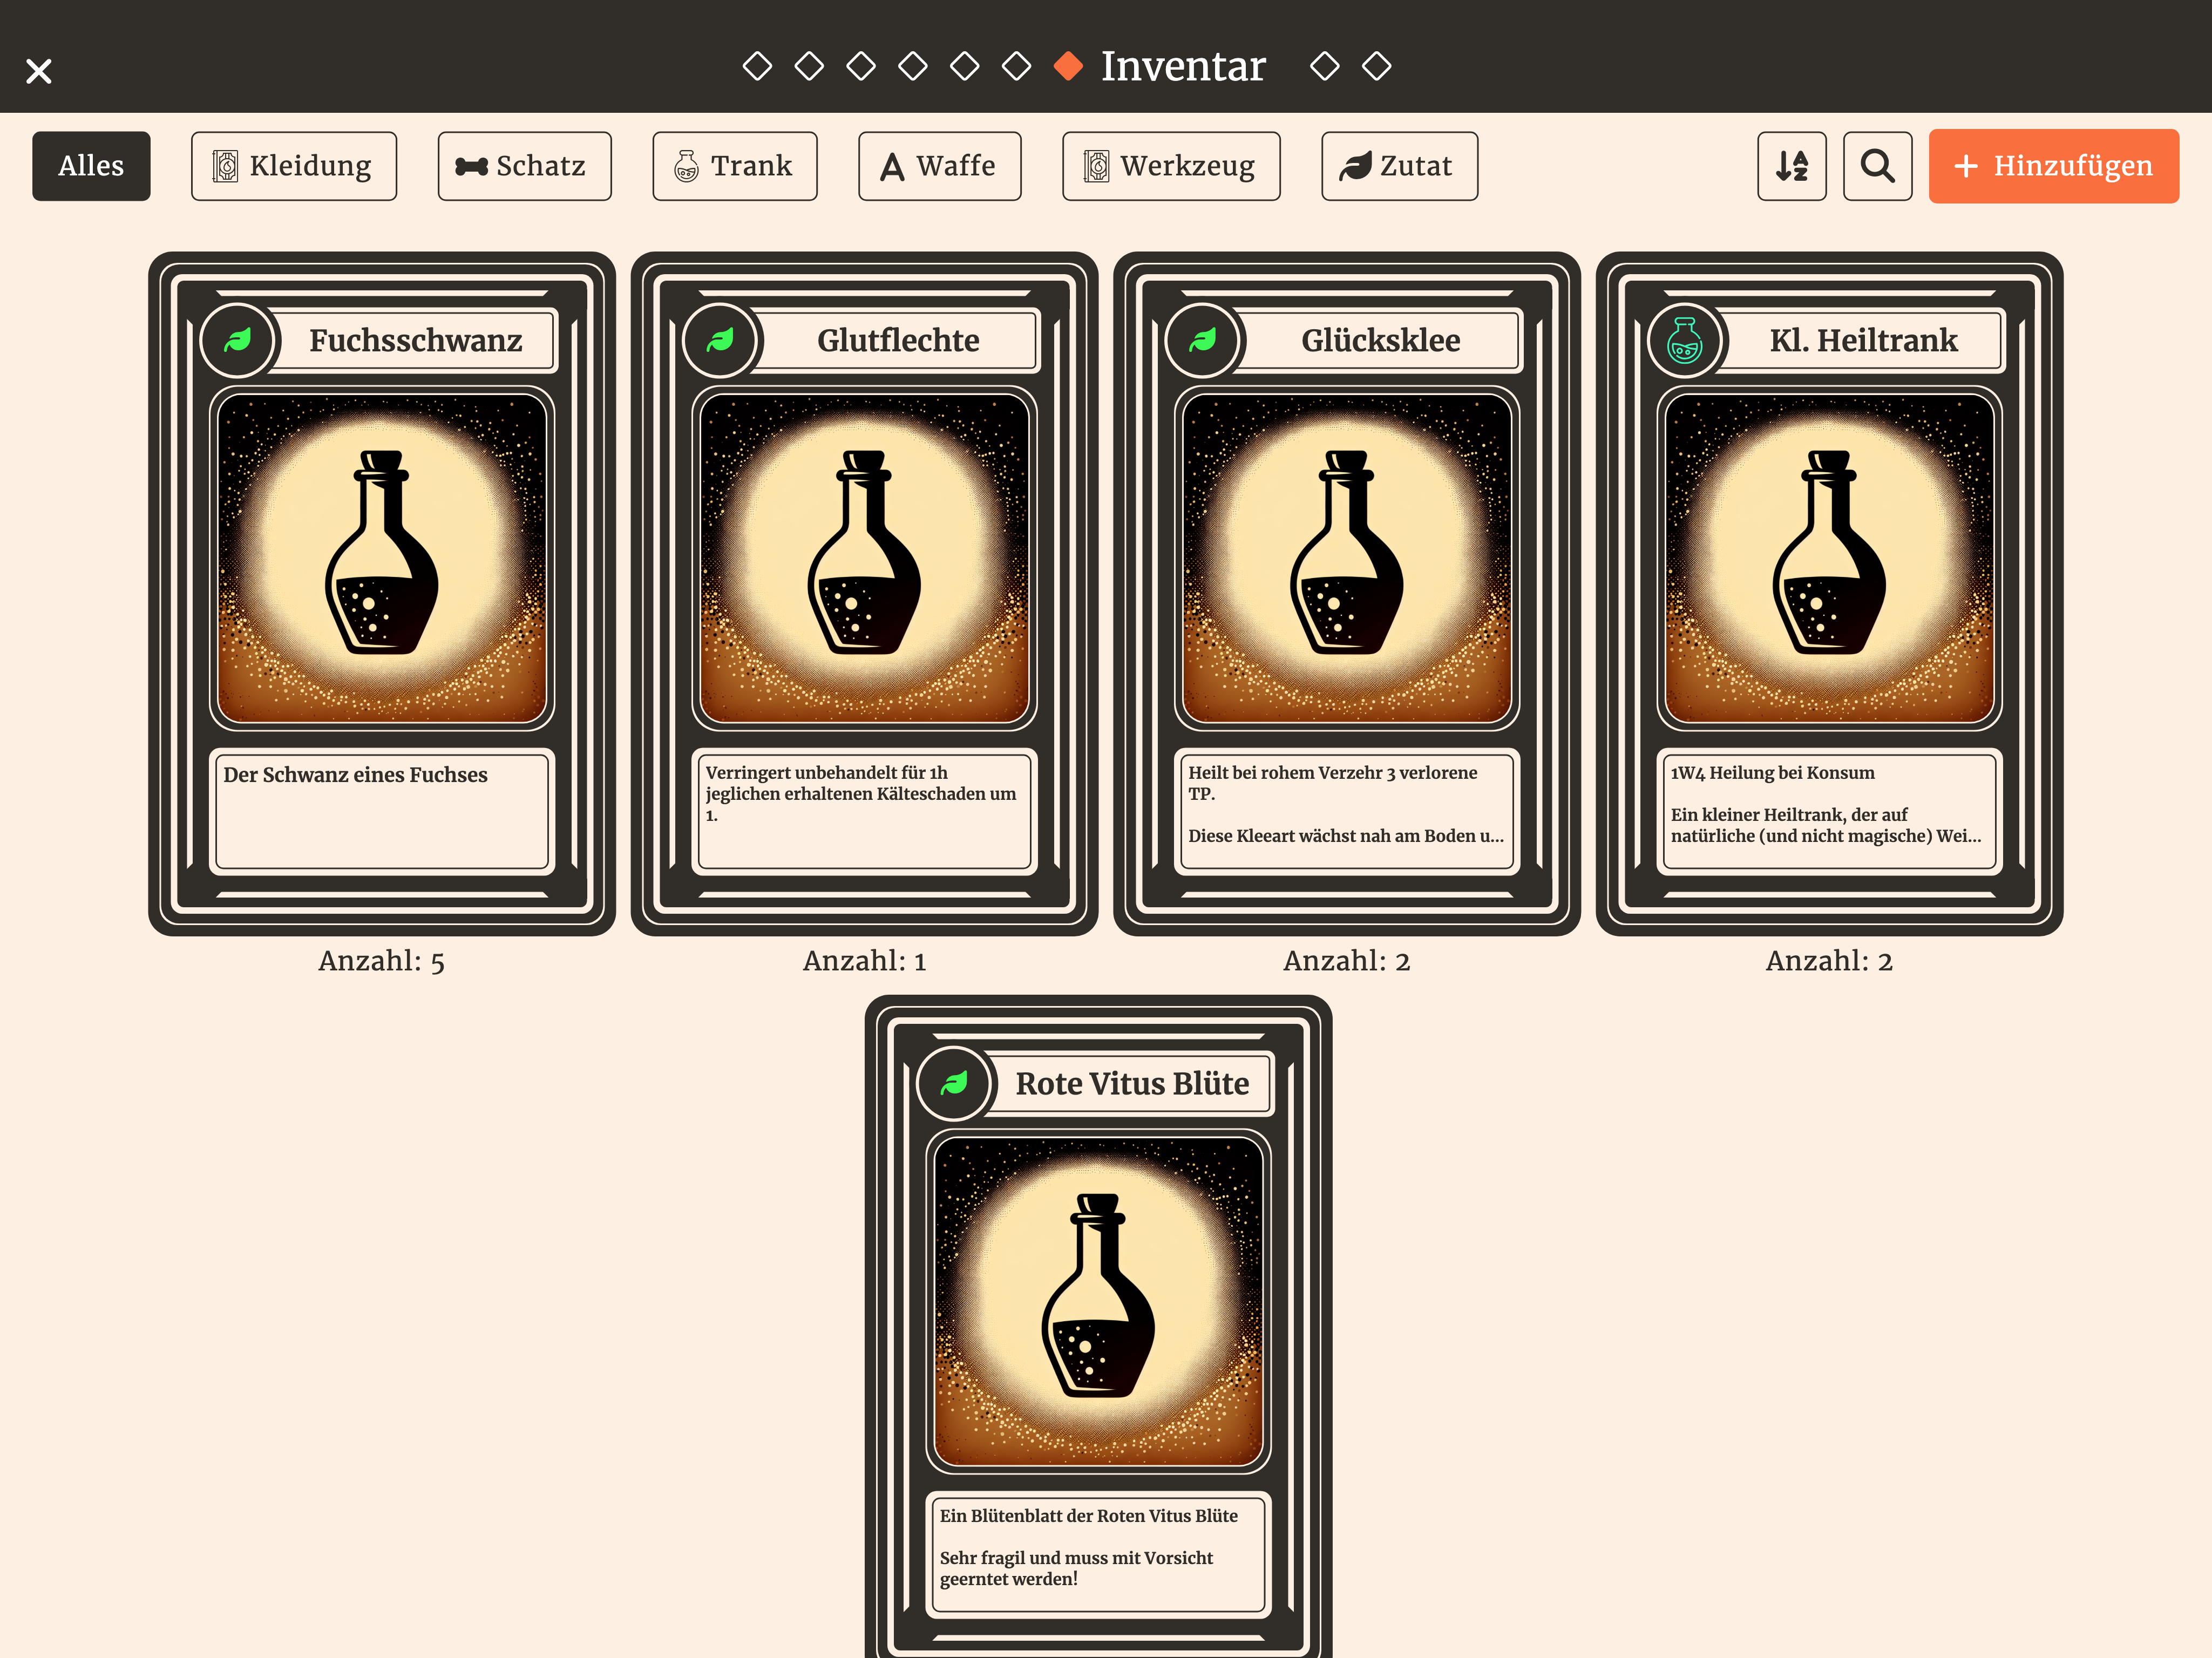 Inventar
Alles
Kleidung
Schatz
Trank
Waffe
Werkzeug
Zutat
Hinzufügen
Fuchsschwanz
Der Schwanz eines Fuchses
Anzahl: 5
Glutflechte
Verringert unbehandelt für 1h
jeglichen erhaltenen Kälteschaden um
1.
Anzahl: 1
Glücksklee
Heilt bei rohem Verzehr 3 verlorene
TP.
Diese Kleeart wächst nah am Boden u...
Anzahl: 2
Kl. Heiltrank
1W4 Heilung bei Konsum
Ein kleiner Heiltrank, der auf
natürliche (und nicht magische) Wei...
Anzahl: 2
Rote Vitus Blüte
Ein Blütenblatt der Roten Vitus Blüte
Sehr fragil und muss mit Vorsicht
geerntet werden!